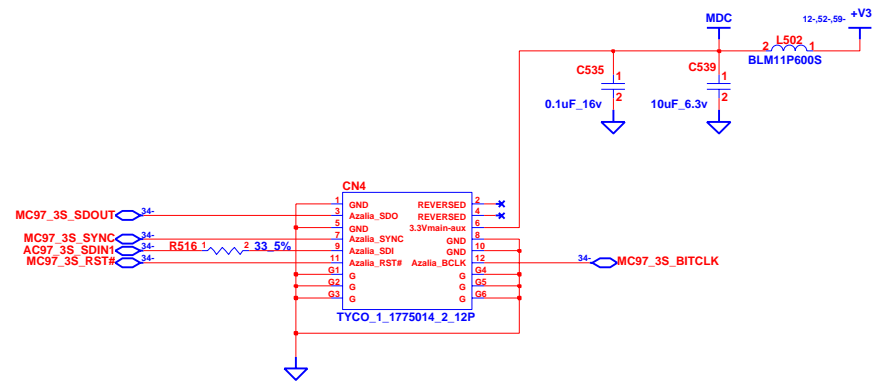 MDC
12-,52-,59-
+V3
2
L502
1
BLM11P600S
C535
1
2
0.1uF_16v
C539
1
2
10uF_6.3v
CN4
1 GND REVERSED 2
MC97_3S_SDOUT 34- 3 Azalia_SDO REVERSED 4
5 GND 3.3Vmain-aux 6
MC97_3S_SYNC 34- 7 Azalia_SYNC GND 8
AC97_3S_SDIN1 34- R516 1 2 33_5% 9 Azalia_SDI GND 10
MC97_3S_RST# 34- 11 Azalia_RST# Azalia_BCLK 12 34- MC97_3S_BITCLK
G1 G G G4
G2 G G G5
G3 G G G6
TYCO_1_1775014_2_12P